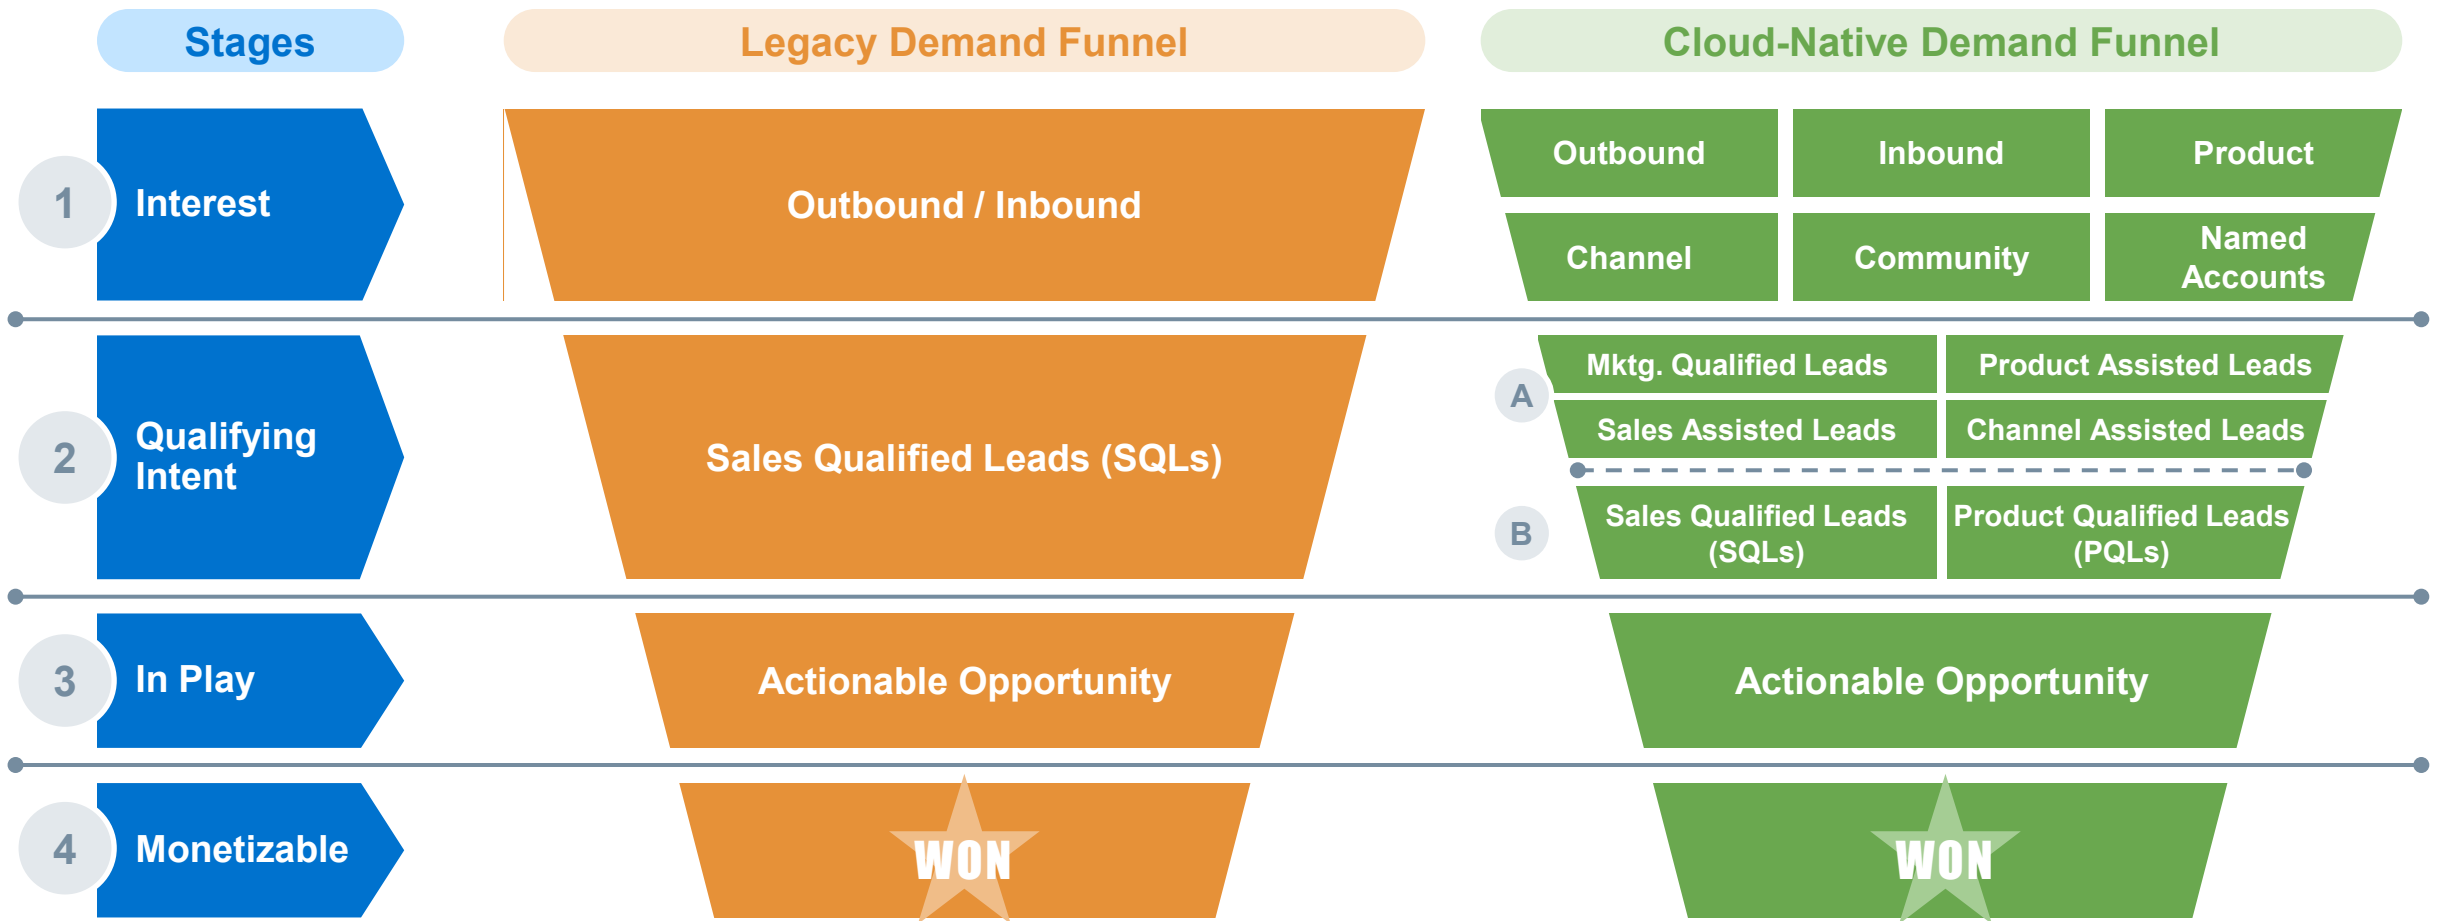 Stages
Legacy Demand Funnel
Cloud-Native Demand Funnel
1
Interest
Outbound / Inbound
Outbound
Inbound
Product
Channel
Community
Named
Accounts
2
Qualifying
Intent
Sales Qualified Leads (SQLs)
A
Mktg. Qualified Leads
Product Assisted Leads
Sales Assisted Leads
Channel Assisted Leads
B
Sales Qualified Leads
(SQLs)
Product Qualified Leads
(PQLs)
3
In Play
Actionable Opportunity
Actionable Opportunity
4
Monetizable
WON
WON